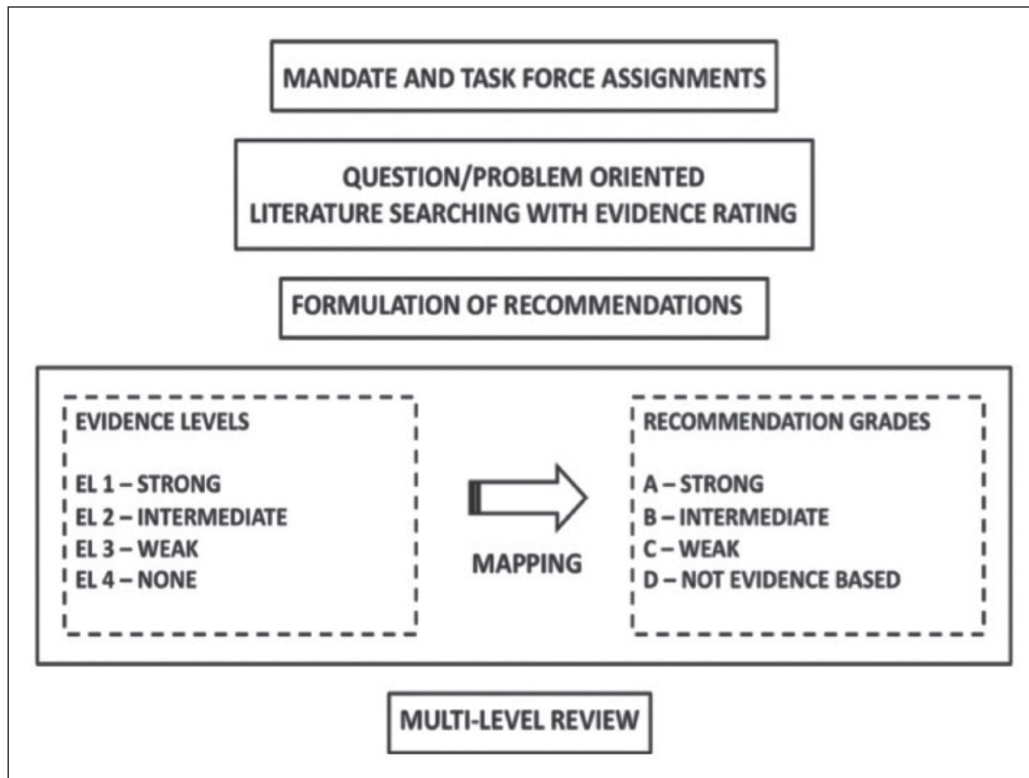 MANDATE AND TASK FORCE ASSIGNMENTS
QUESTION/PROBLEM ORIENTED
LITERATURE SEARCHING WITH EVIDENCE RATING
FORMULATION OF RECOMMENDATIONS
EVIDENCE LEVELS
EL 1 – STRONG
EL 2 – INTERMEDIATE
EL 3 – WEAK
EL 4 – NONE
MAPPING
RECOMMENDATION GRADES
A – STRONG
B – INTERMEDIATE
C – WEAK
D – NOT EVIDENCE BASED
MULTI-LEVEL REVIEW